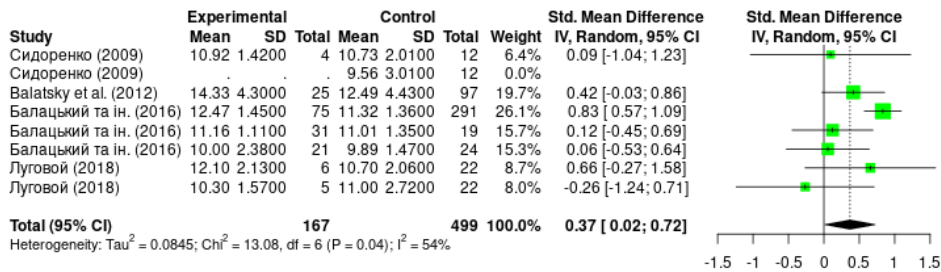 Experimental Control Std. Mean Difference Std. Mean Difference
Study Mean SD Total Mean SD Total Weight IV, Random, 95% CI IV, Random, 95% CI
Сидоренко (2009) 10.92 1.4200 4 10.73 2.0100 12 6.4% 0.09 [-1.04; 1.23]
Сидоренко (2009) . . . 9.56 3.0100 12 0.0%
Balatsky et al. (2012) 14.33 4.3000 25 12.49 4.4300 97 19.7% 0.42 [-0.03; 0.86]
Балацький та ін. (2016) 12.47 1.4500 75 11.32 1.3600 291 26.1% 0.83 [0.57; 1.09]
Балацький та ін. (2016) 11.16 1.1100 31 11.01 1.3500 19 15.7% 0.12 [-0.45; 0.69]
Балацький та ін. (2016) 10.00 2.3800 21 9.89 1.4700 24 15.3% 0.06 [-0.53; 0.64]
Луговой (2018) 12.10 2.1300 6 10.70 2.0600 22 8.7% 0.66 [-0.27; 1.58]
Луговой (2018) 10.30 1.5700 5 11.00 2.7200 22 8.0% -0.26 [-1.24; 0.71]
Total (95% CI) 167 499 100.0% 0.37 [ 0.02; 0.72]
Heterogeneity: Tau² = 0.0845; Chi² = 13.08, df = 6 (P = 0.04); I² = 54%
-1.5 -1 -0.5 0 0.5 1 1.5